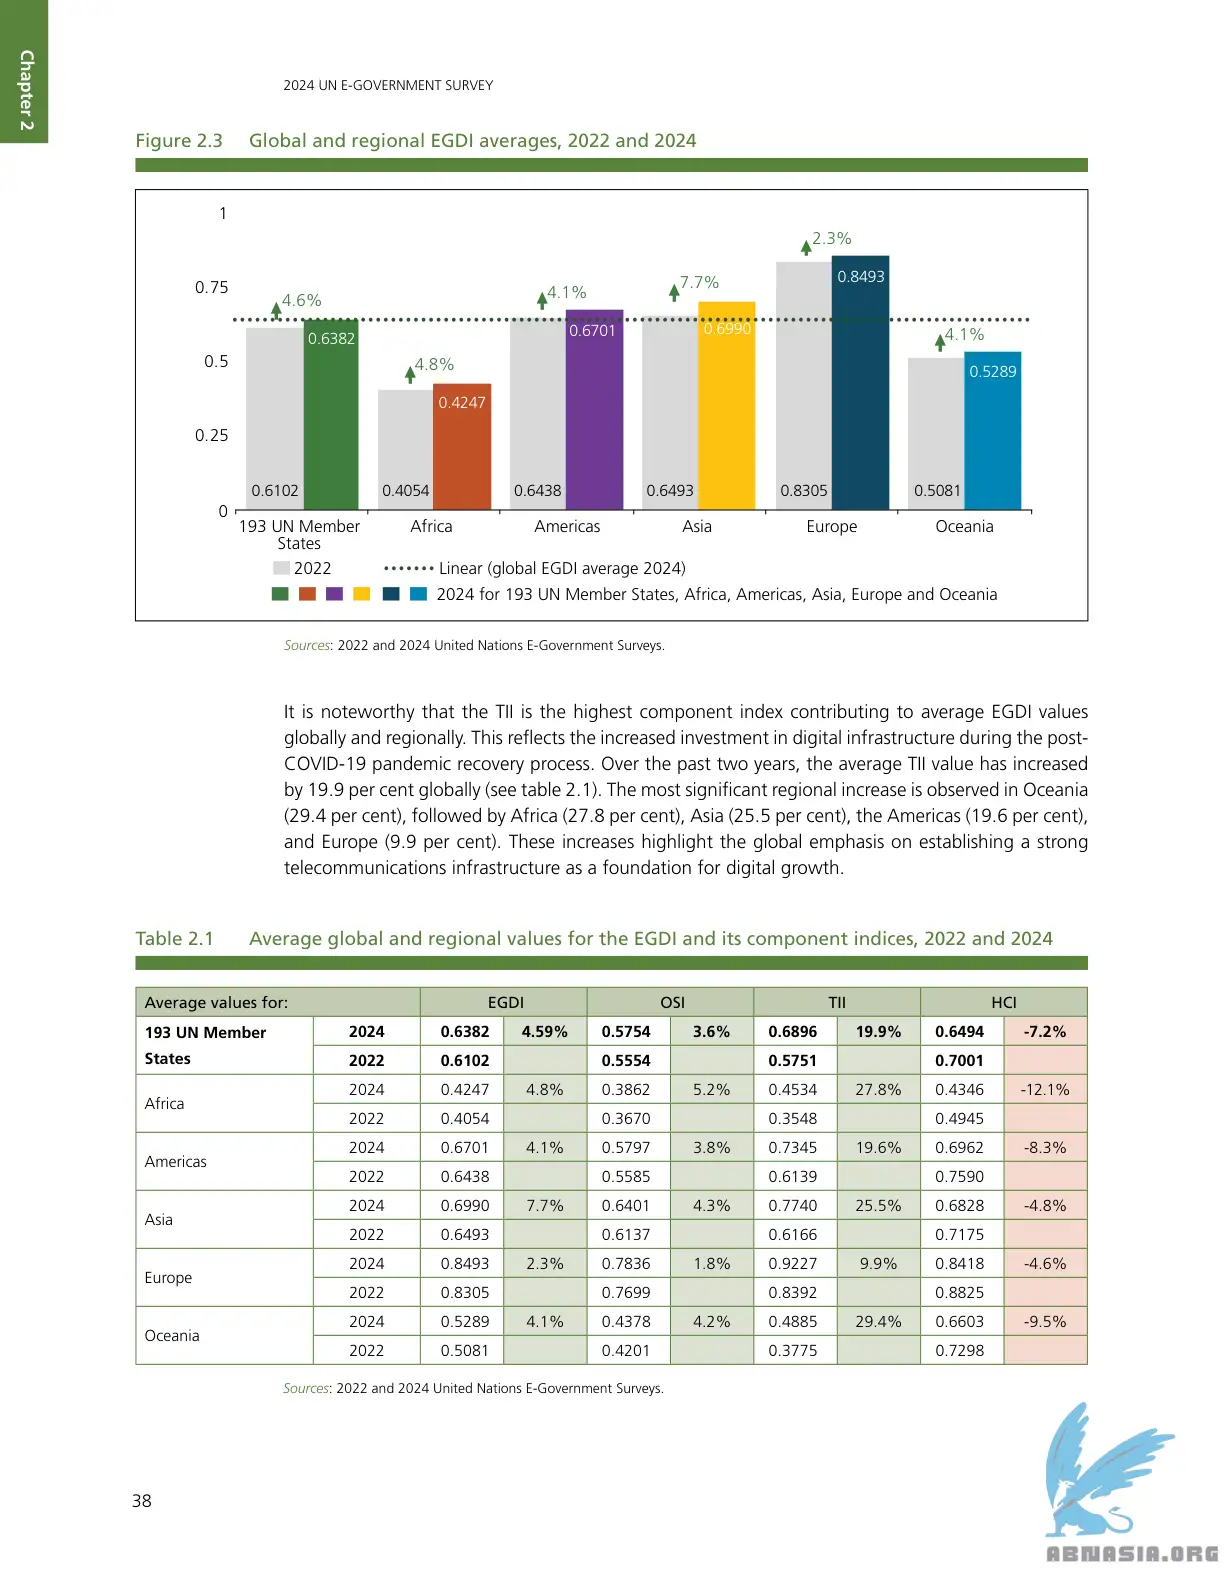 Chapter 2
2024 UN E-GOVERNMENT SURVEY
Figure 2.3 Global and regional EGDI averages, 2022 and 2024
1
0.75
0.5
0.25
0
4.6%
4.8%
4.1%
7.7%
2.3%
4.1%
0.6382
0.4247
0.6701
0.6990
0.8493
0.5289
0.6102
0.4054
0.6438
0.6493
0.8305
0.5081
193 UN Member
States
Africa
Americas
Asia
Europe
Oceania
2022
Linear (global EGDI average 2024)
2024 for 193 UN Member States, Africa, Americas, Asia, Europe and Oceania
Sources: 2022 and 2024 United Nations E-Government Surveys.
It is noteworthy that the TII is the highest component index contributing to average EGDI values
globally and regionally. This reflects the increased investment in digital infrastructure during the post-
COVID-19 pandemic recovery process. Over the past two years, the average TII value has increased
by 19.9 per cent globally (see table 2.1). The most significant regional increase is observed in Oceania
(29.4 per cent), followed by Africa (27.8 per cent), Asia (25.5 per cent), the Americas (19.6 per cent),
and Europe (9.9 per cent). These increases highlight the global emphasis on establishing a strong
telecommunications infrastructure as a foundation for digital growth.
Table 2.1 Average global and regional values for the EGDI and its component indices, 2022 and 2024
Average values for: EGDI OSI TII HCI
193 UN Member States 2024 0.6382 4.59% 0.5754 3.6% 0.6896 19.9% 0.6494 -7.2%
2022 0.6102 0.5554 0.5751 0.7001
Africa 2024 0.4247 4.8% 0.3862 5.2% 0.4534 27.8% 0.4346 -12.1%
2022 0.4054 0.3670 0.3548 0.4945
Americas 2024 0.6701 4.1% 0.5797 3.8% 0.7345 19.6% 0.6962 -8.3%
2022 0.6438 0.5585 0.6139 0.7590
Asia 2024 0.6990 7.7% 0.6401 4.3% 0.7740 25.5% 0.6828 -4.8%
2022 0.6493 0.6137 0.6166 0.7175
Europe 2024 0.8493 2.3% 0.7836 1.8% 0.9227 9.9% 0.8418 -4.6%
2022 0.8305 0.7699 0.8392 0.8825
Oceania 2024 0.5289 4.1% 0.4378 4.2% 0.4885 29.4% 0.6603 -9.5%
2022 0.5081 0.4201 0.3775 0.7298
Sources: 2022 and 2024 United Nations E-Government Surveys.
38
ABNASIA.ORG